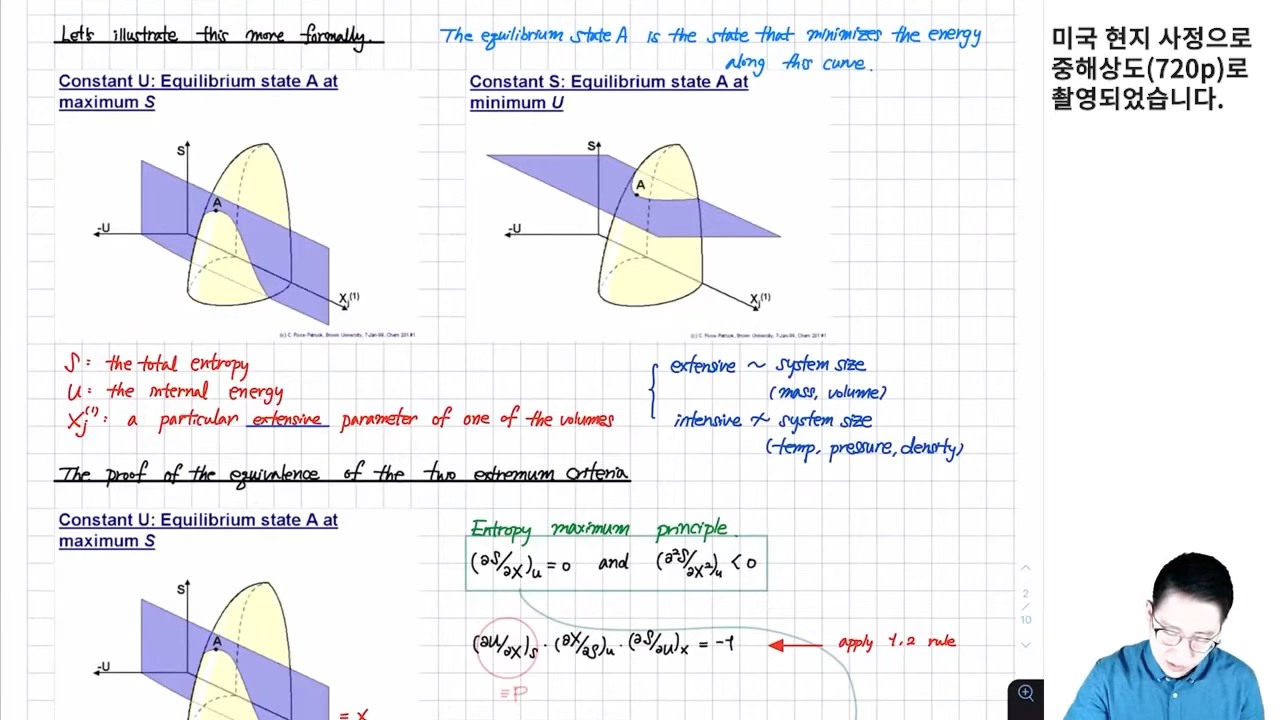 Let's illustrate this more formally.
The equilibrium state A is the state that minimizes the energy
along this curve.
미국 현지 사정으로
중해상도(720p)로
촬영되었습니다.
Constant U: Equilibrium state A at
maximum S
Constant S: Equilibrium state A at
minimum U
S
A
-U
Xj(1)
S
A
-U
Xj(1)
S: the total entropy
U: the internal energy
Xj(1): a particular extensive parameter of one of the volumes
extensive ~ system size
(mass, volume)
intensive ≁ system size
(temp, pressure, density)
The proof of the equivalence of the two extremum criteria
Constant U: Equilibrium state A at
maximum S
S
A
-U
= X
Entropy maximum principle.
(∂S/∂X)u = 0 and (∂²S/∂X²)u < 0
(∂U/∂X)s · (∂X/∂S)u · (∂S/∂U)x = -1
apply 1.2 rule
≡P
2
/
10